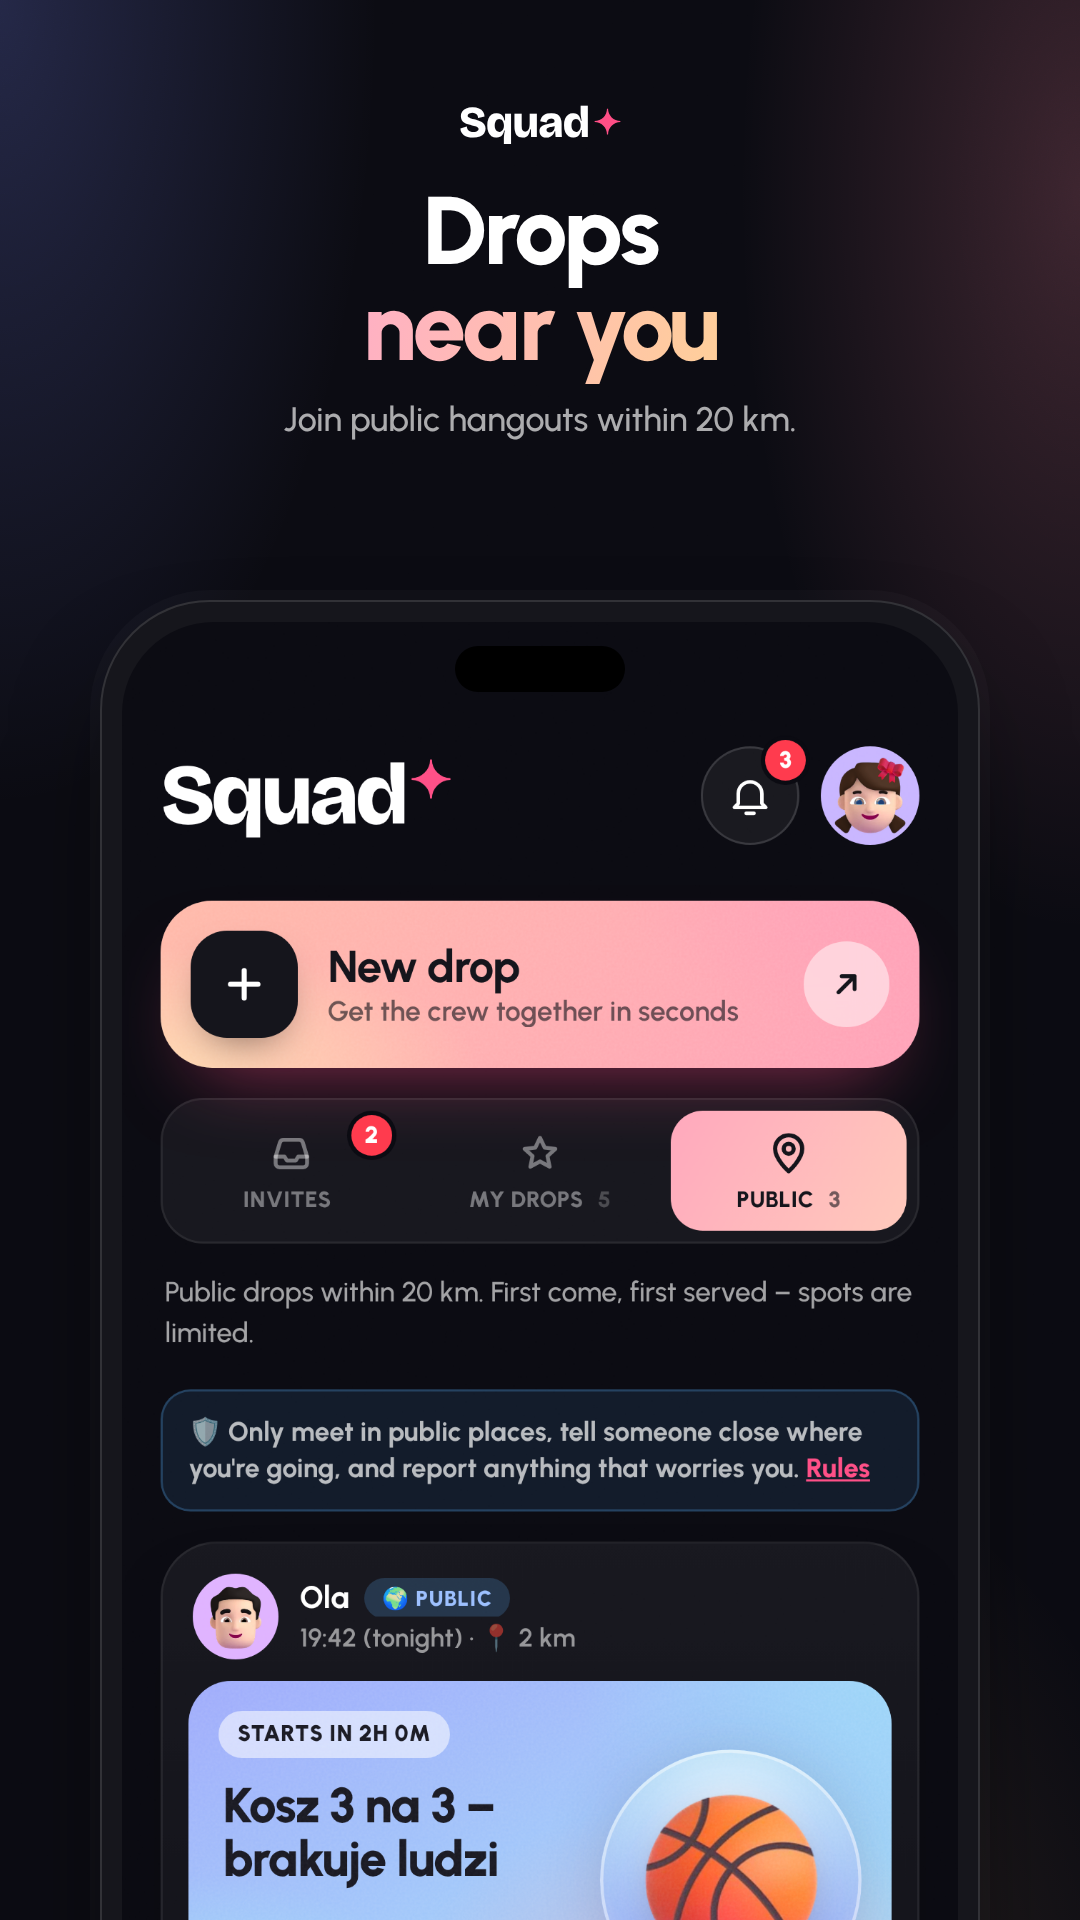 Squad
Drops
near you
Join public hangouts within 20 km.
Squad
3
New drop
Get the crew together in seconds
2
INVITES
MY DROPS 5
PUBLIC 3
Public drops within 20 km. First come, first served – spots are
limited.
Only meet in public places, tell someone close where
you're going, and report anything that worries you. Rules
Ola
PUBLIC
19:42 (tonight) · 2 km
STARTS IN 2H 0M
Kosz 3 na 3 –
brakuje ludzi